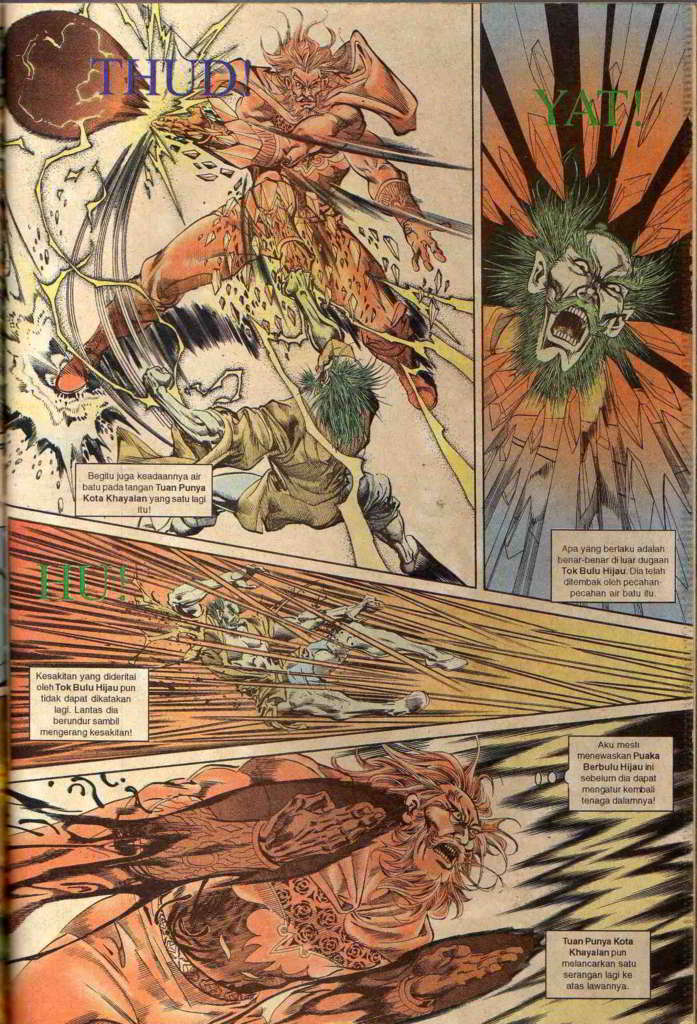 THUD!
Begitu juga keadaannya air
batu pada tangan Tuan Punya
Kota Khayalan yang satu lagi
itu!
YAT!
Apa yang berlaku adalah
benar-benar di luar dugaan
Tok Bulu Hijau. Dia telah
ditembak oleh pecahan-
pecahan air batu itu.
HU!
Kesakitan yang dideritai
oleh Tok Bulu Hijau pun
tidak dapat dikatakan
lagi. Lantas dia
berundur sambil
mengerang kesakitan!
Aku mesti
menewaskan Puaka
Berbulu Hijau ini
sebelum dia dapat
mengatur kembali
tenaga dalamnya!
Tuan Punya Kota
Khayalan pun
melancarkan satu
serangan lagi ke
atas lawannya.